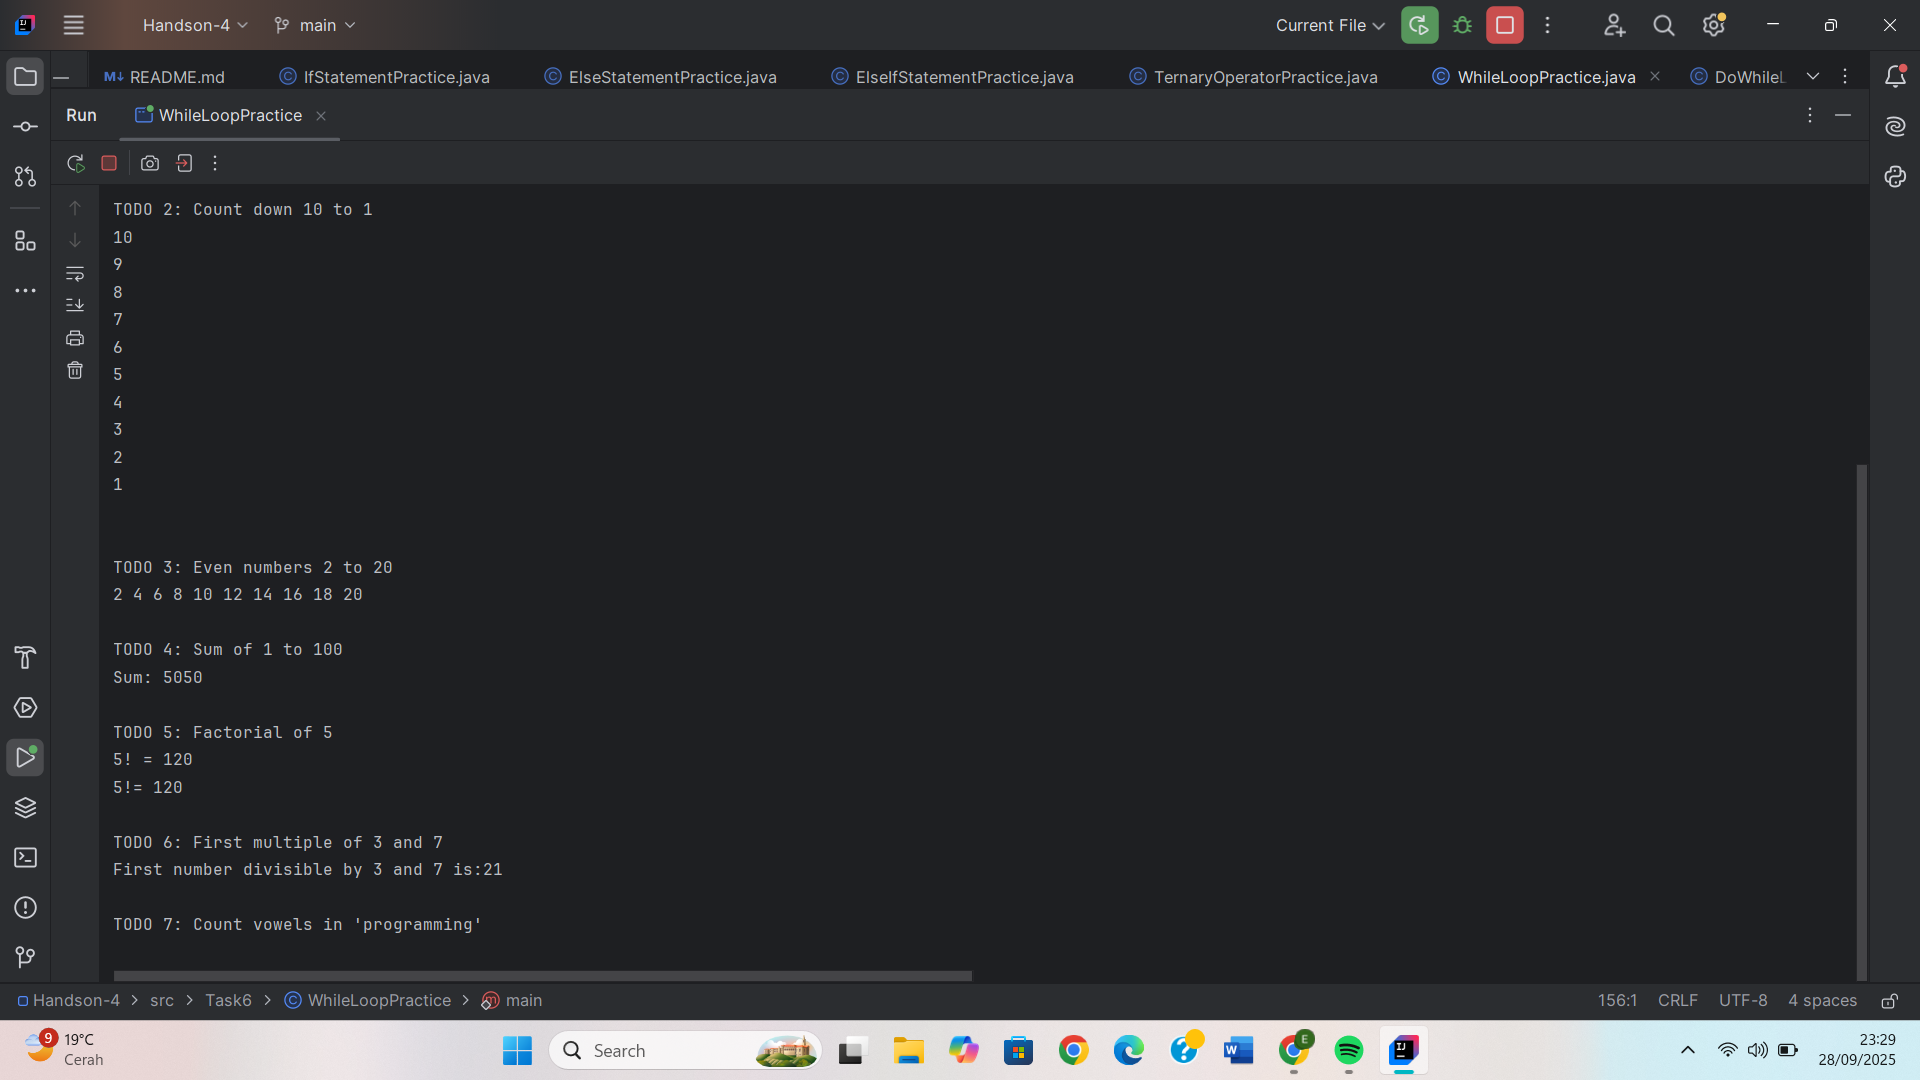 Handson-4
main
Current File
README.md
IfStatementPractice.java
ElseStatementPractice.java
ElseIfStatementPractice.java
TernaryOperatorPractice.java
WhileLoopPractice.java
DoWhileL
Run
WhileLoopPractice
TODO 2: Count down 10 to 1
10
9
8
7
6
5
4
3
2
1
TODO 3: Even numbers 2 to 20
2 4 6 8 10 12 14 16 18 20
TODO 4: Sum of 1 to 100
Sum: 5050
TODO 5: Factorial of 5
5! = 120
5!= 120
TODO 6: First multiple of 3 and 7
First number divisible by 3 and 7 is:21
TODO 7: Count vowels in 'programming'
Handson-4 > src > Task6 > WhileLoopPractice > main
156:1 CRLF UTF-8 4 spaces
9
19°C
Cerah
Search
E
23:29
28/09/2025